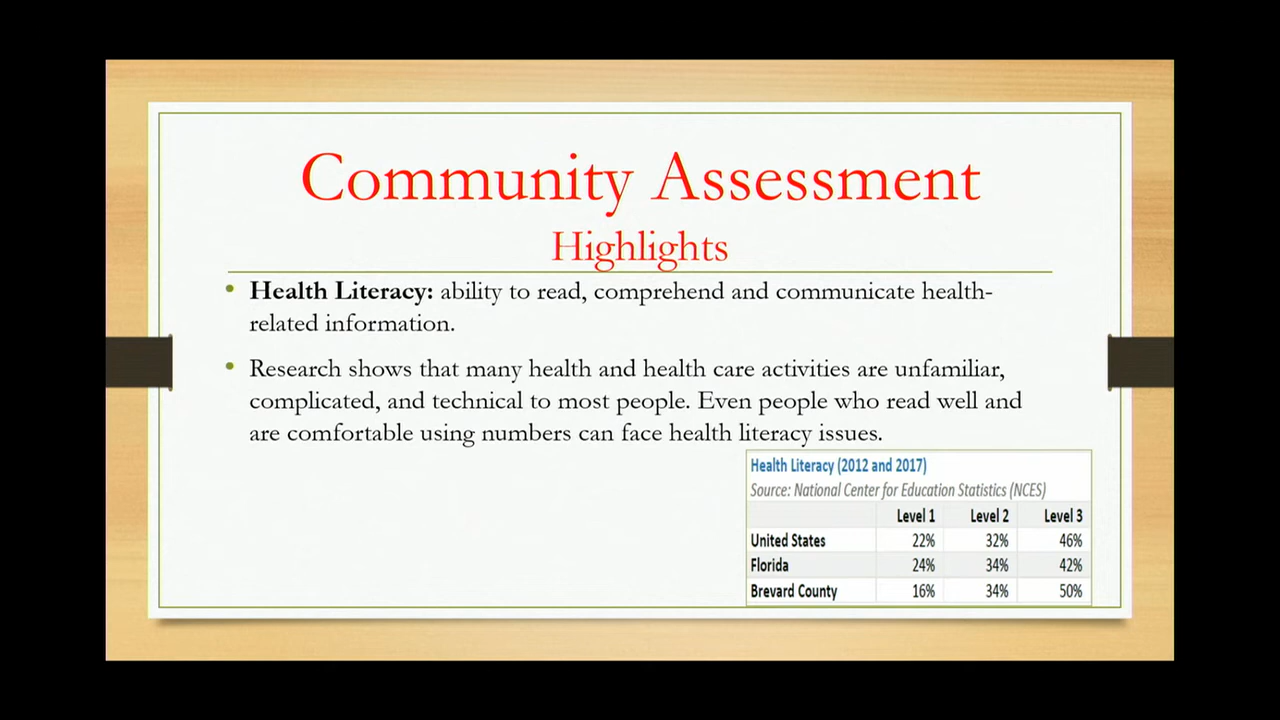 Community Assessment
Highlights
• Health Literacy: ability to read, comprehend and communicate health-
related information.
• Research shows that many health and health care activities are unfamiliar,
complicated, and technical to most people. Even people who read well and
are comfortable using numbers can face health literacy issues.
Health Literacy (2012 and 2017)
Source: National Center for Education Statistics (NCES)
Level 1 Level 2 Level 3
United States 22% 32% 46%
Florida 24% 34% 42%
Brevard County 16% 34% 50%